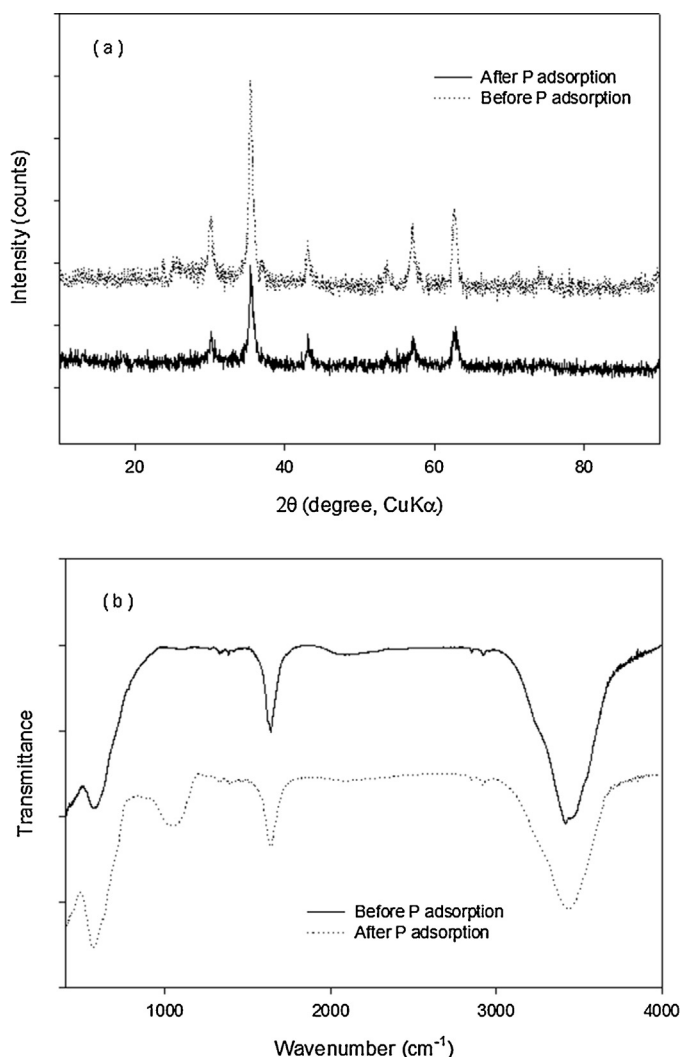 ( a )
After P adsorption
Before P adsorption
Intensity (counts)
20 40 60 80
2θ (degree, CuKα)
( b )
Transmittance
Before P adsorption
After P adsorption
1000 2000 3000 4000
Wavenumber (cm⁻¹)